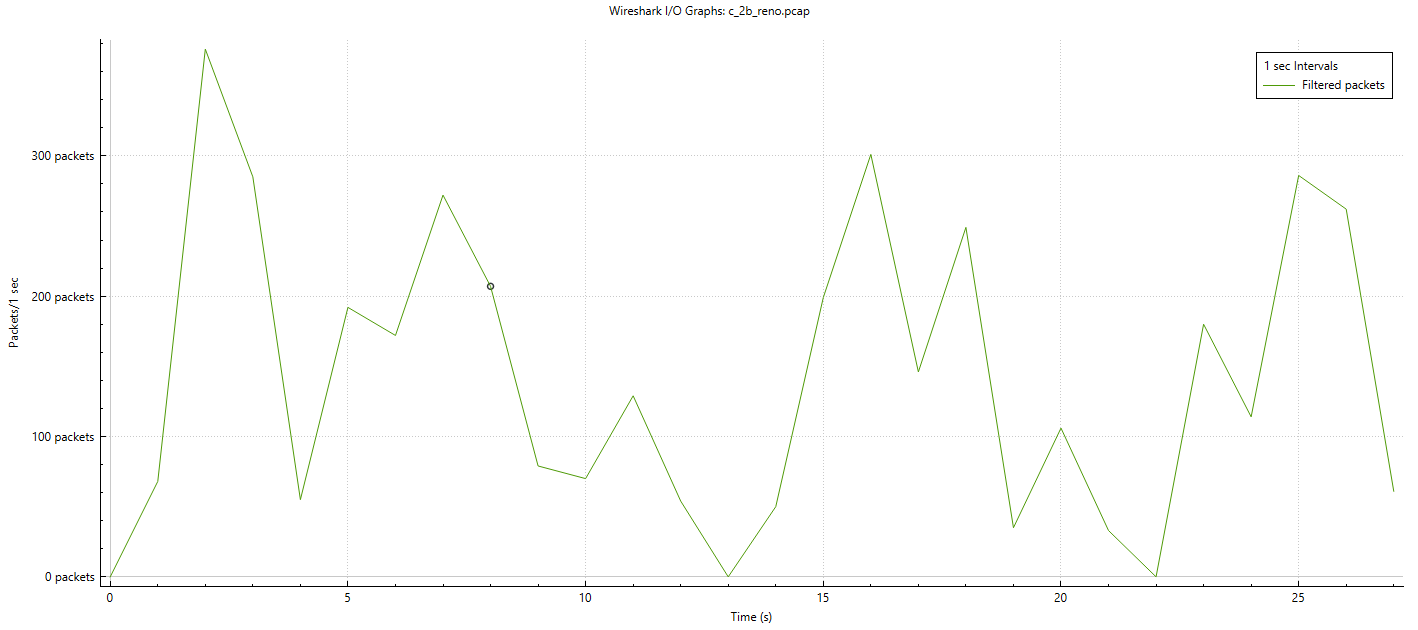 Wireshark I/O Graphs: c_2b_reno.pcap
1 sec Intervals
Filtered packets
300 packets
200 packets
100 packets
0 packets
Packets/1 sec
0 5 10 15 20 25
Time (s)